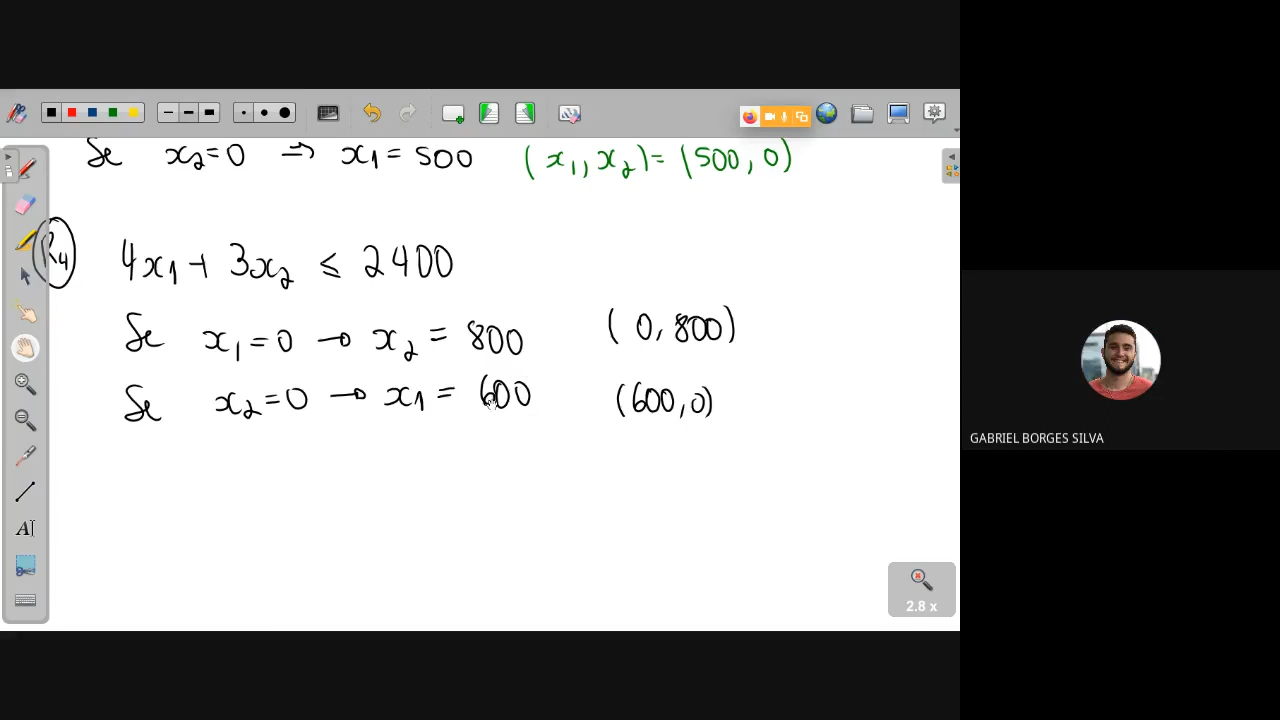 Se x₂=0 → x₁ = 500 (x₁, x₂) = (500, 0)
R₄ 4x₁ + 3x₂ ≤ 2400
Se x₁=0 → x₂ = 800 (0, 800)
Se x₂=0 → x₁ = 600 (600, 0)
GABRIEL BORGES SILVA
A
2.8 x